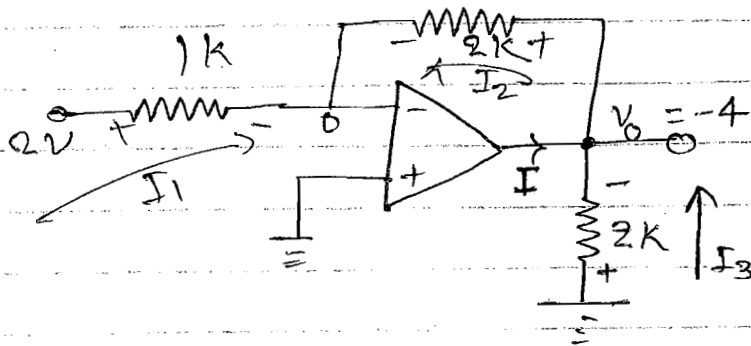 1k
- 2k +
I2
2V + - 0 - V0 = -4
I1
+ I -
2K
+ I3